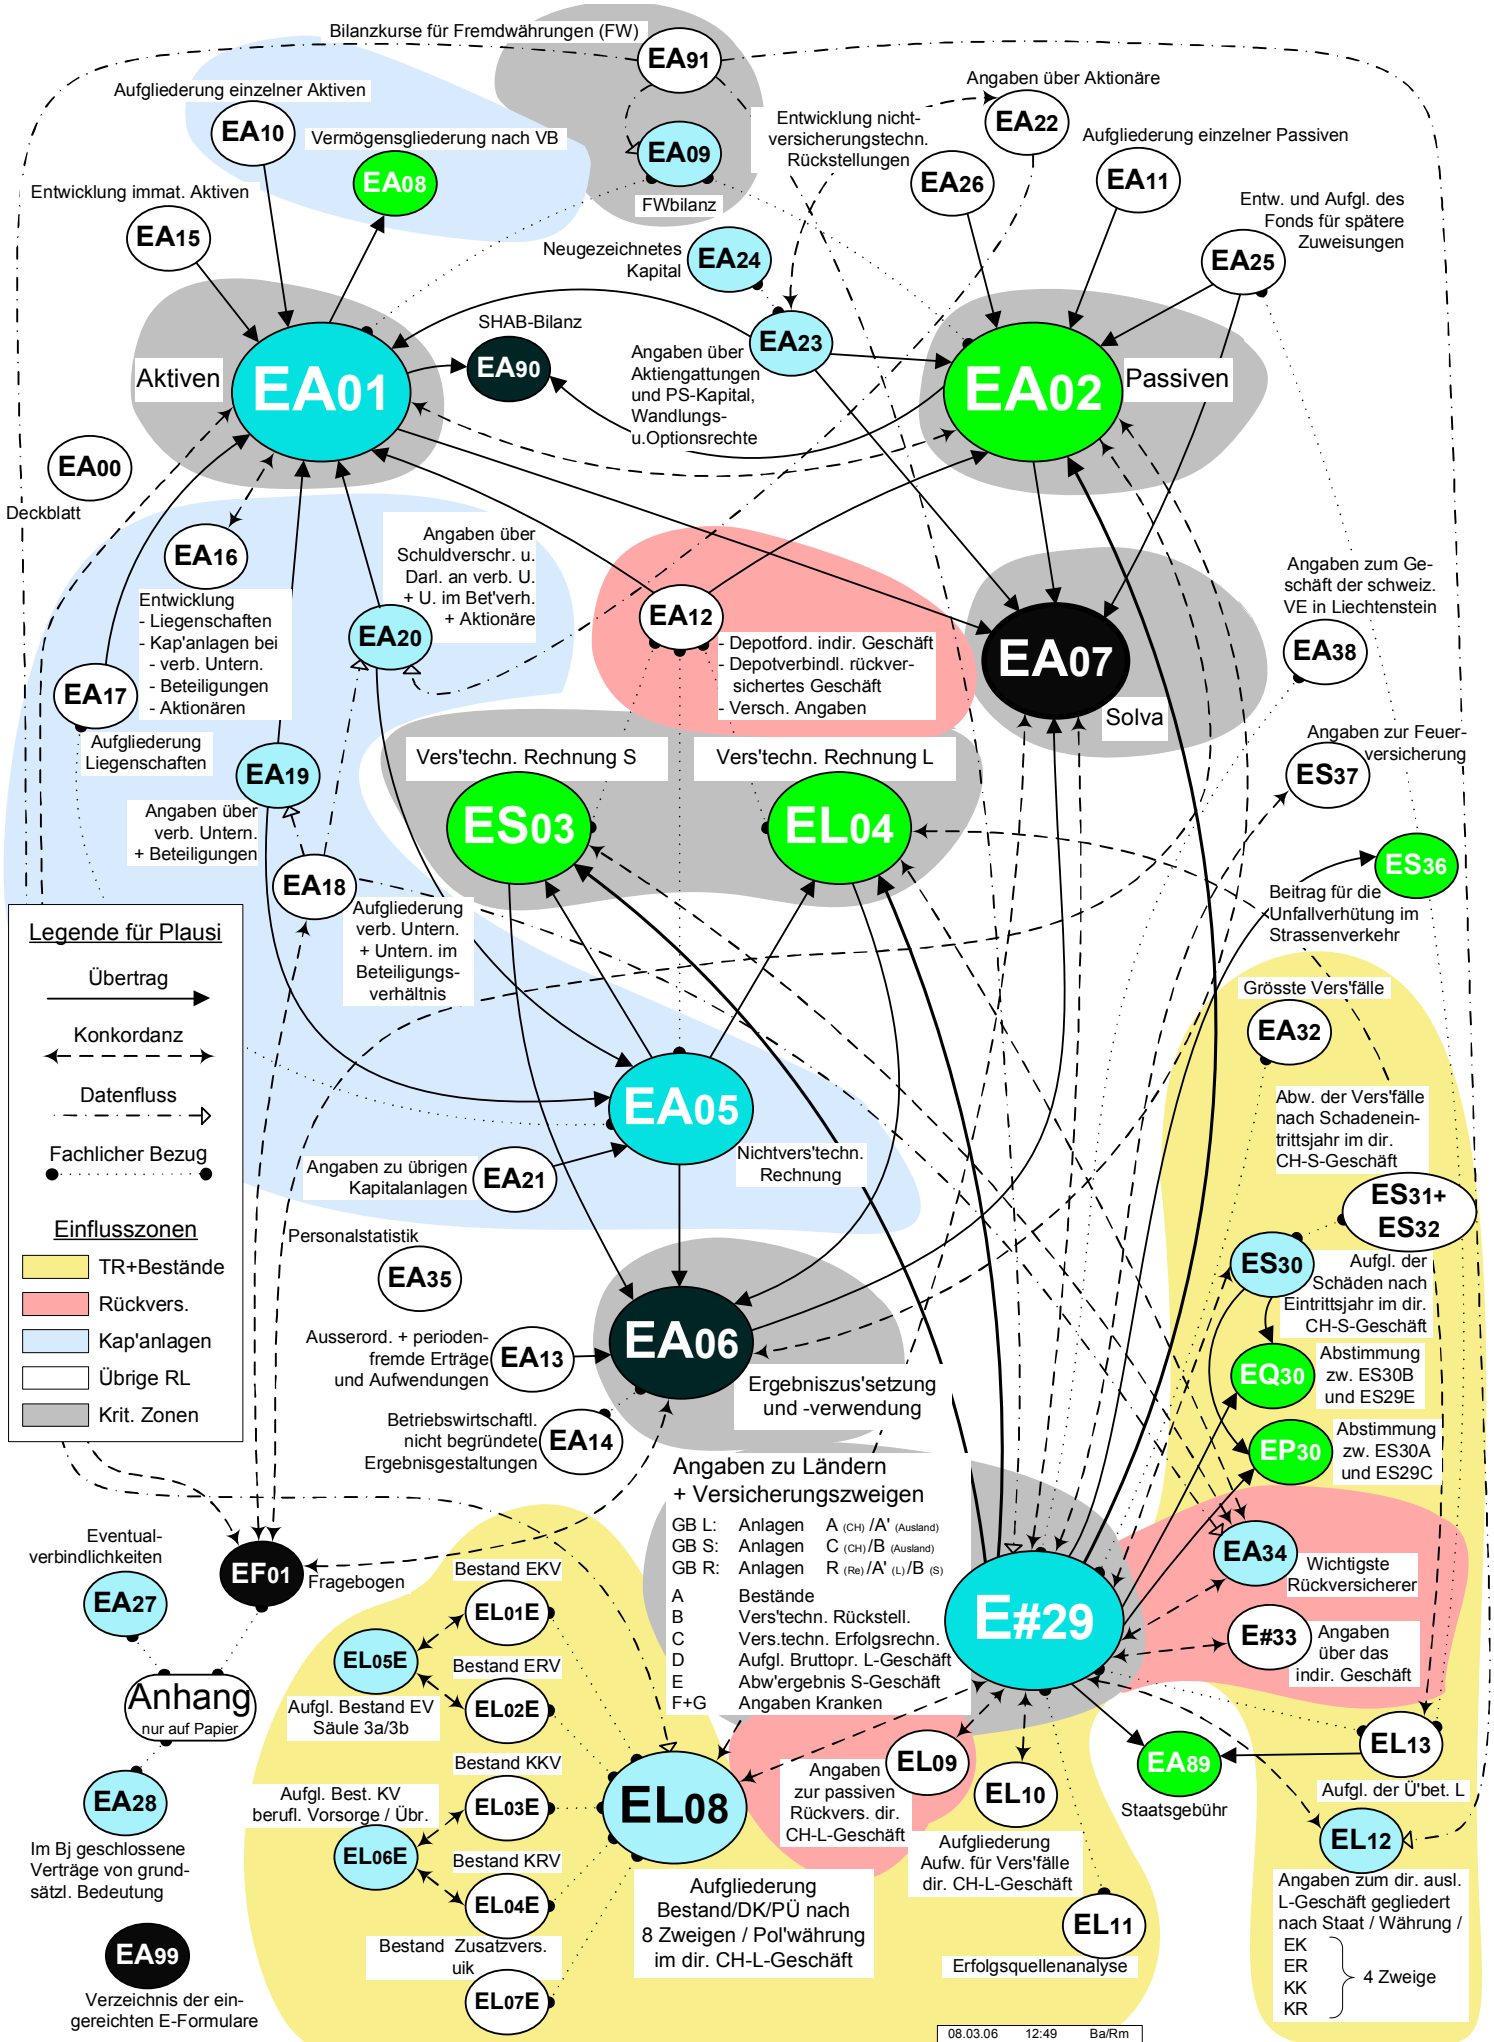 Bilanzkurse für Fremdwährungen (FW)
EA91
Aufgliederung einzelner Aktiven
EA10
Vermögensgliederung nach VB
EA08
EA09
FWbilanz
Entwicklung nicht-
versicherungstechn.
Rückstellungen
Angaben über Aktionäre
EA22
EA26
Aufgliederung einzelner Passiven
EA11
Entw. und Aufgl. des
Fonds für spätere
Zuweisungen
EA25
Entwicklung immat. Aktiven
EA15
Neugezeichnetes
Kapital
EA24
EA23
SHAB-Bilanz
EA90
Angaben über
Aktiengattungen
und PS-Kapital,
Wandlungs-
u.Optionsrechte
Aktiven
EA01
EA02
Passiven
EA00
Deckblatt
EA16
Entwicklung
- Liegenschaften
- Kap'anlagen bei
- verb. Untern.
- Beteiligungen
- Aktionären
Angaben über
Schuldverschr. u.
Darl. an verb. U.
+ U. im Bet'verh.
+ Aktionäre
EA20
EA12
- Depotford. indir. Geschäft
- Depotverbindl. rückver-
sichertes Geschäft
- Versch. Angaben
EA07
Solva
Angaben zum Ge-
schäft der schweiz.
VE in Liechtenstein
EA38
EA17
Aufgliederung
Liegenschaften
EA19
Angaben über
verb. Untern.
+ Beteiligungen
Vers'techn. Rechnung S
ES03
Vers'techn. Rechnung L
EL04
Angaben zur Feuer-
versicherung
ES37
ES36
Beitrag für die
Unfallverhütung im
Strassenverkehr
EA18
Aufgliederung
verb. Untern.
+ Untern. im
Beteiligungs-
verhältnis
Legende für Plausi
Übertrag
Konkordanz
Datenfluss
Fachlicher Bezug
Einflusszonen
TR+Bestände
Rückvers.
Kap'anlagen
Übrige RL
Krit. Zonen
Grösste Vers'fälle
EA32
Abw. der Vers'fälle
nach Schadenein-
trittsjahr im dir.
CH-S-Geschäft
ES31+
ES32
EA05
Nichtvers'techn.
Rechnung
Angaben zu übrigen
Kapitalanlagen
EA21
Personalstatistik
EA35
ES30
Aufgl. der
Schäden nach
Eintrittsjahr im dir.
CH-S-Geschäft
Ausserord. + perioden-
fremde Erträge
und Aufwendungen
EA13
EA06
Ergebniszus'setzung
und -verwendung
EQ30
Abstimmung
zw. ES30B
und ES29E
Betriebswirtschaftl.
nicht begründete
Ergebnisgestaltungen
EA14
EP30
Abstimmung
zw. ES30A
und ES29C
Angaben zu Ländern
+ Versicherungszweigen
GB L: Anlagen A (CH) /A' (Ausland)
GB S: Anlagen C (CH) /B (Ausland)
GB R: Anlagen R (Re) /A' (L) /B (S)
A Bestände
B Vers'techn. Rückstell.
C Vers.techn. Erfolgsrechn.
D Aufgl. Bruttopr. L-Geschäft
E Abw'ergebnis S-Geschäft
F+G Angaben Kranken
E#29
EA34
Wichtigste
Rückversicherer
E#33
Angaben
über das
indir. Geschäft
Eventual-
verbindlichkeiten
EA27
EF01
Fragebogen
Anhang
nur auf Papier
EA28
Im Bj geschlossene
Verträge von grund-
sätzl. Bedeutung
EA99
Verzeichnis der ein-
gereichten E-Formulare
Bestand EKV
EL01E
EL05E
Aufgl. Bestand EV
Säule 3a/3b
Bestand ERV
EL02E
Bestand KKV
EL03E
Aufgl. Best. KV
berufl. Vorsorge / Übr.
EL06E
Bestand KRV
EL04E
Bestand Zusatzvers.
uik
EL07E
EL08
Aufgliederung
Bestand/DK/PÜ nach
8 Zweigen / Pol'währung
im dir. CH-L-Geschäft
EL09
Angaben
zur passiven
Rückvers. dir.
CH-L-Geschäft
EL10
Aufgliederung
Aufw. für Vers'fälle
dir. CH-L-Geschäft
EL11
Erfolgsquellenanalyse
EA89
Staatsgebühr
EL13
Aufgl. der Ü'bet. L
EL12
Angaben zum dir. ausl.
L-Geschäft gegliedert
nach Staat / Währung /
EK
ER
KK
KR
4 Zweige
08.03.06 12:49 Ba/Rm